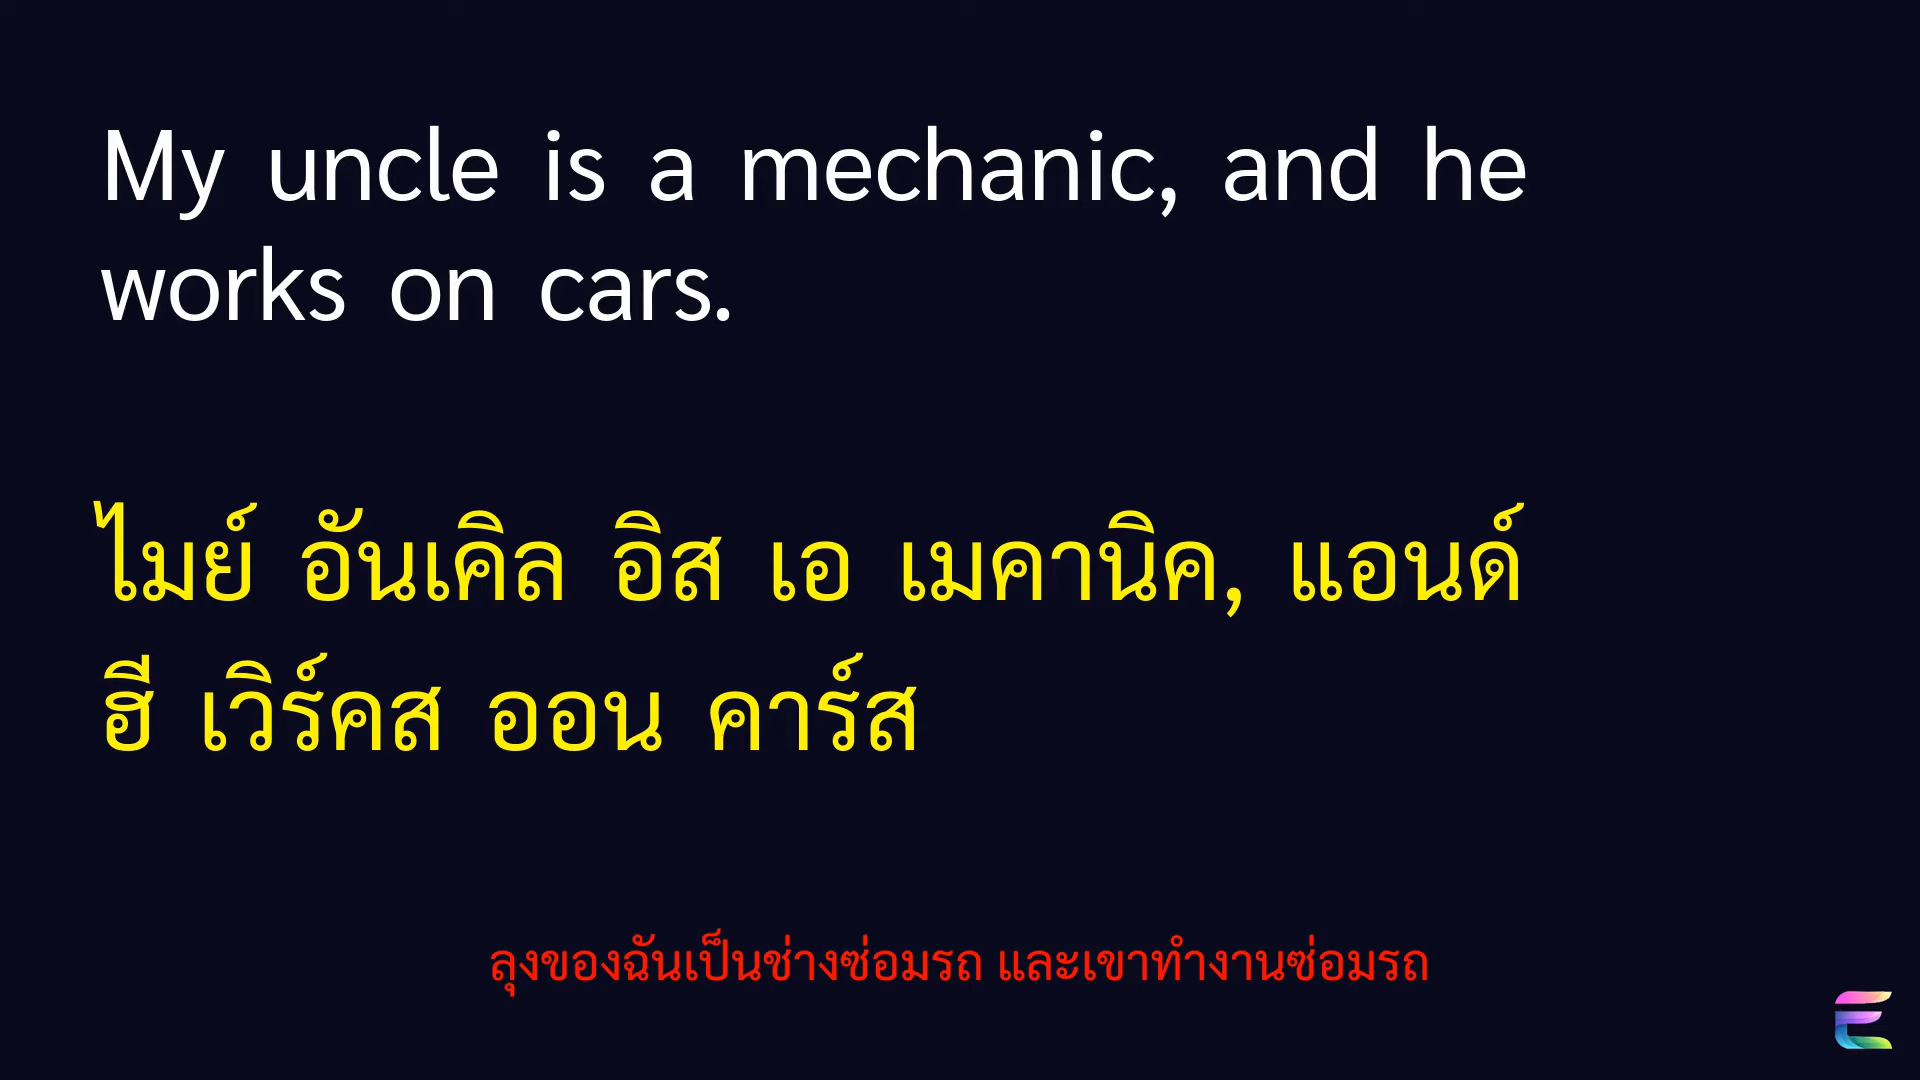 My uncle is a mechanic, and he
works on cars.
ไมย์ อันเคิล อิส เอ เมคานิค, แอนด์
ฮี เวิร์คส ออน คาร์ส
ลุงของฉันเป็นช่างซ่อมรถ และเขาทำงานซ่อมรถ